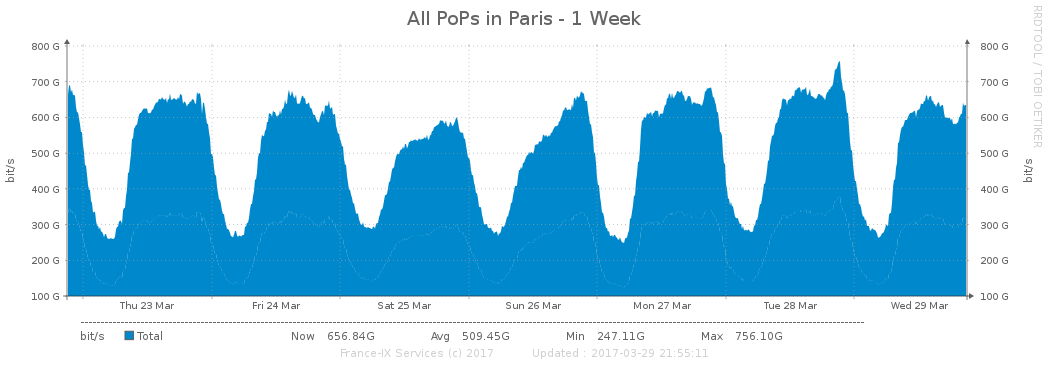 All PoPs in Paris - 1 Week
RRDTOOL / TOBI OETIKER
800 G 800 G
700 G 700 G
600 G 600 G
500 G 500 G
bit/s bit/s
400 G 400 G
300 G 300 G
200 G 200 G
100 G 100 G
Thu 23 Mar Fri 24 Mar Sat 25 Mar Sun 26 Mar Mon 27 Mar Tue 28 Mar Wed 29 Mar
bit/s Total Now 656.84G Avg 509.45G Min 247.11G Max 756.10G
France-IX Services (c) 2017 Updated : 2017-03-29 21:55:11